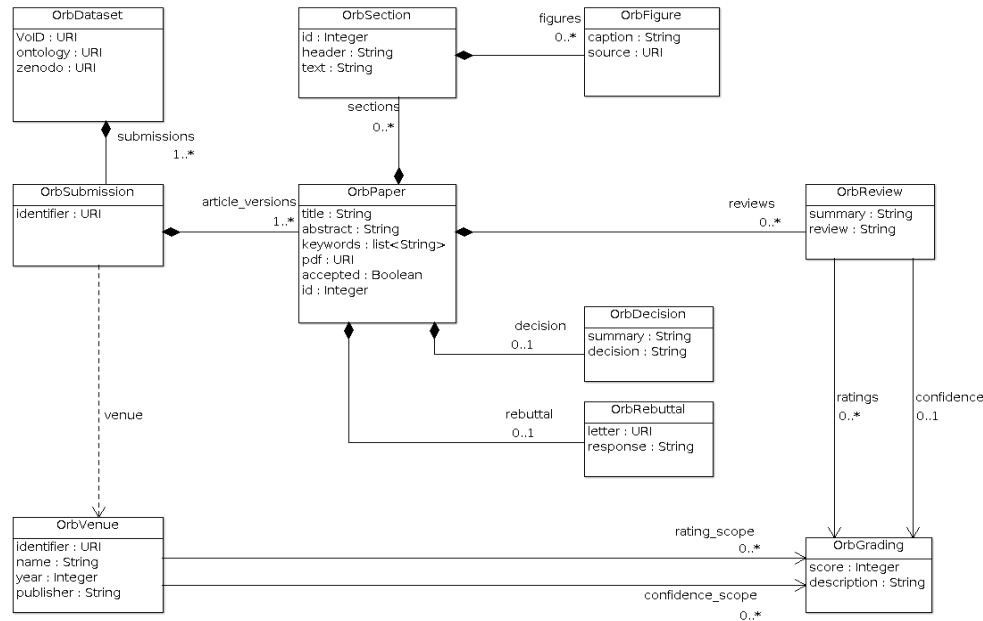 OrbDataset
VoID : URI
ontology : URI
zenodo : URI
OrbSection
id : Integer
header : String
text : String
figures
0..*
OrbFigure
caption : String
source : URI
submissions
1..*
sections
0..*
OrbSubmission
identifier : URI
article_versions
1..*
OrbPaper
title : String
abstract : String
keywords : list<String>
pdf : URI
accepted : Boolean
id : Integer
reviews
0..*
OrbReview
summary : String
review : String
decision
0..1
OrbDecision
summary : String
decision : String
rebuttal
0..1
OrbRebuttal
letter : URI
response : String
ratings
0..*
confidence
0..1
venue
OrbVenue
identifier : URI
name : String
year : Integer
publisher : String
rating_scope
0..*
confidence_scope
0..*
OrbGrading
score : Integer
description : String